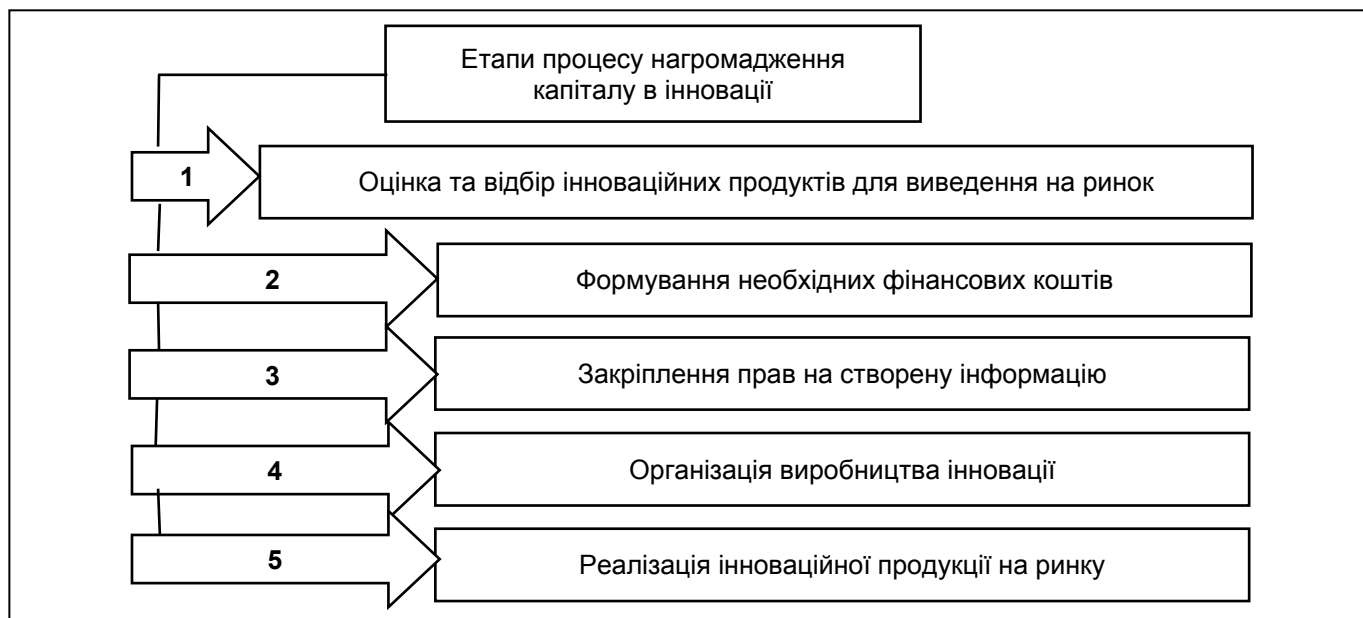 Етапи процесу нагромадження
капіталу в інновації
1
Оцінка та відбір інноваційних продуктів для виведення на ринок
2
Формування необхідних фінансових коштів
3
Закріплення прав на створену інформацію
4
Організація виробництва інновації
5
Реалізація інноваційної продукції на ринку